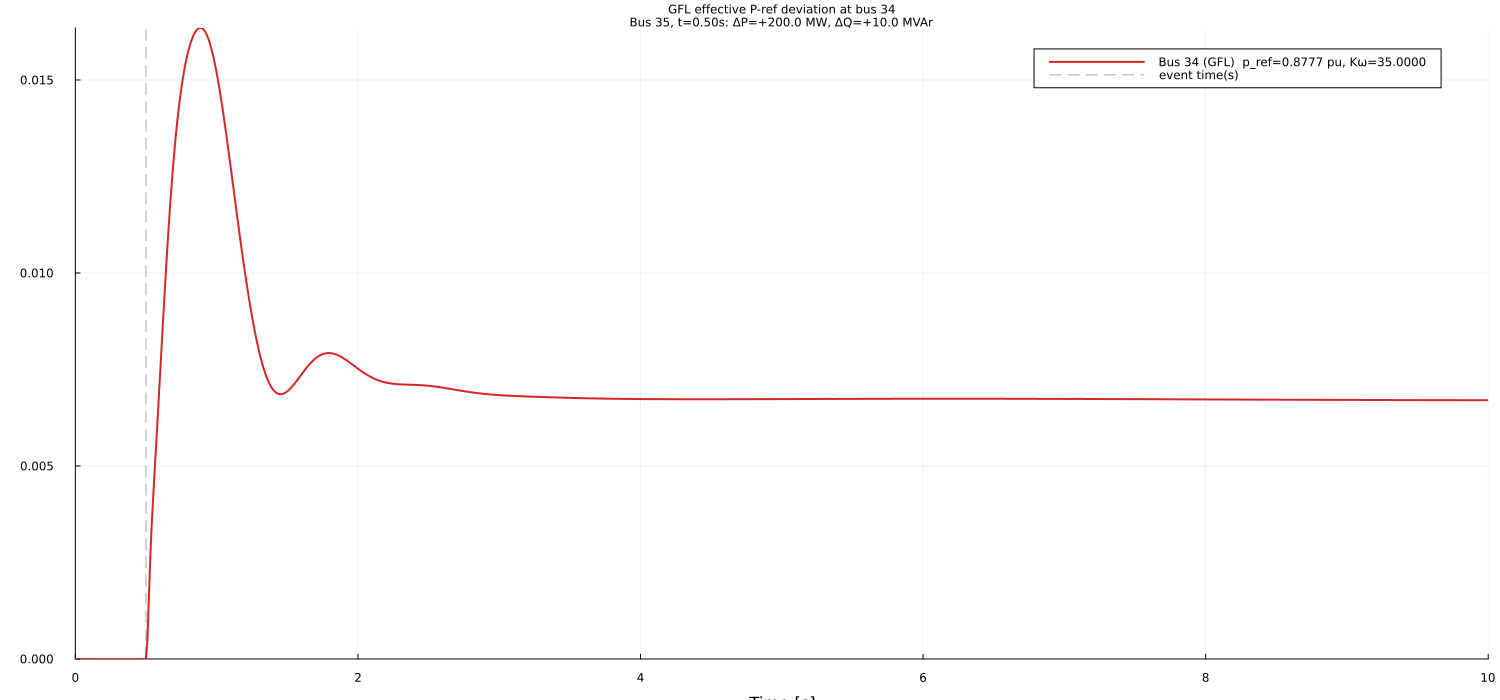 GFL effective P-ref deviation at bus 34
Bus 35, t=0.50s: ΔP=+200.0 MW, ΔQ=+10.0 MVAr
Bus 34 (GFL) p_ref=0.8777 pu, Kω=35.0000
event time(s)
0.015
0.010
0.005
0.000
0 2 4 6 8 10
Time [s]